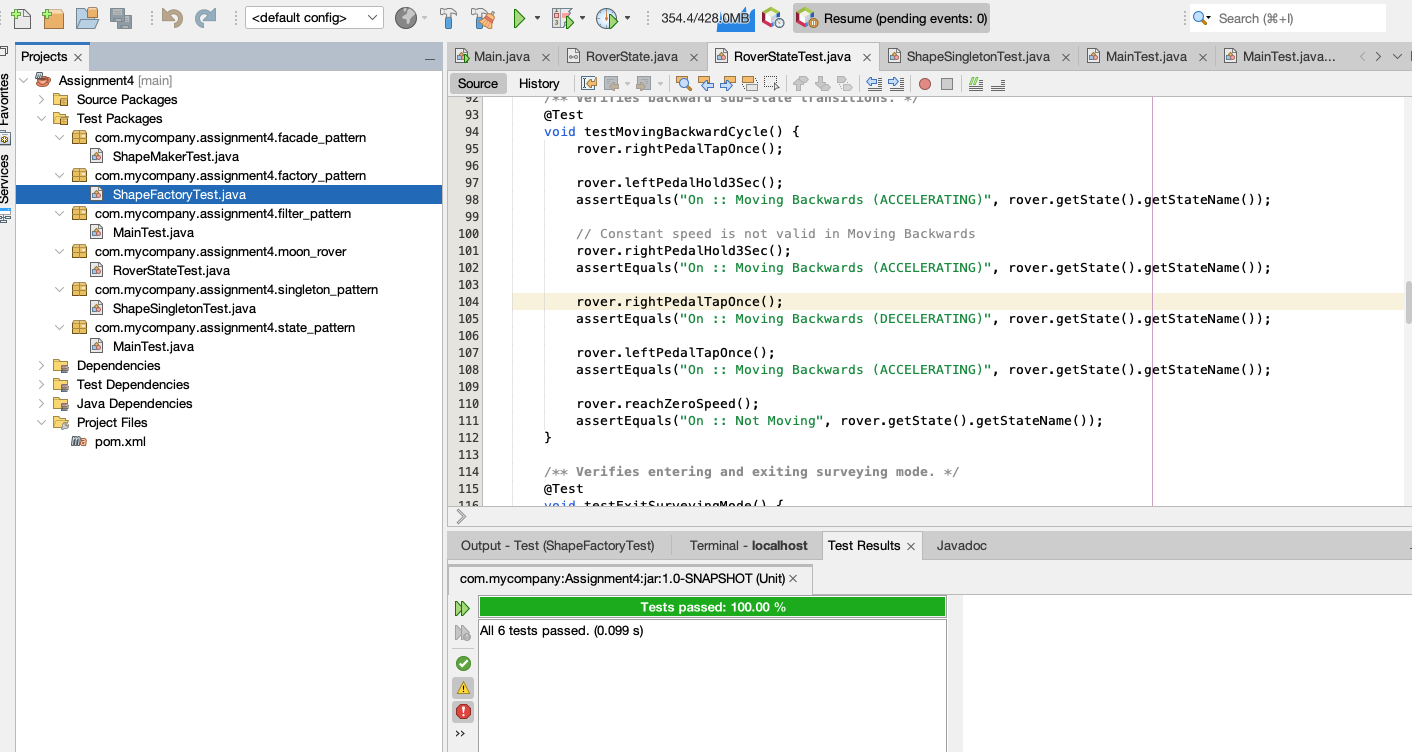 <default config>
354.4/428.0MB
Resume (pending events: 0)
Search (⌘+I)
Favorites
Services
Projects
Assignment4 [main]
Source Packages
Test Packages
com.mycompany.assignment4.facade_pattern
ShapeMakerTest.java
com.mycompany.assignment4.factory_pattern
ShapeFactoryTest.java
com.mycompany.assignment4.filter_pattern
MainTest.java
com.mycompany.assignment4.moon_rover
RoverStateTest.java
com.mycompany.assignment4.singleton_pattern
ShapeSingletonTest.java
com.mycompany.assignment4.state_pattern
MainTest.java
Dependencies
Test Dependencies
Java Dependencies
Project Files
pom.xml
Main.java RoverState.java RoverStateTest.java ShapeSingletonTest.java MainTest.java MainTest.java...
Source History
92 /** Verifies backward sub-state transitions. */
93 @Test
94 void testMovingBackwardCycle() {
95 rover.rightPedalTapOnce();
96
97 rover.leftPedalHold3Sec();
98 assertEquals("On :: Moving Backwards (ACCELERATING)", rover.getState().getStateName());
99
100 // Constant speed is not valid in Moving Backwards
101 rover.rightPedalHold3Sec();
102 assertEquals("On :: Moving Backwards (ACCELERATING)", rover.getState().getStateName());
103
104 rover.rightPedalTapOnce();
105 assertEquals("On :: Moving Backwards (DECELERATING)", rover.getState().getStateName());
106
107 rover.leftPedalTapOnce();
108 assertEquals("On :: Moving Backwards (ACCELERATING)", rover.getState().getStateName());
109
110 rover.reachZeroSpeed();
111 assertEquals("On :: Not Moving", rover.getState().getStateName());
112 }
113
114 /** Verifies entering and exiting surveying mode. */
115 @Test
116 void testExitSurveyingMode() {
Output - Test (ShapeFactoryTest) Terminal - localhost Test Results Javadoc
com.mycompany:Assignment4:jar:1.0-SNAPSHOT (Unit)
Tests passed: 100.00 %
All 6 tests passed. (0.099 s)